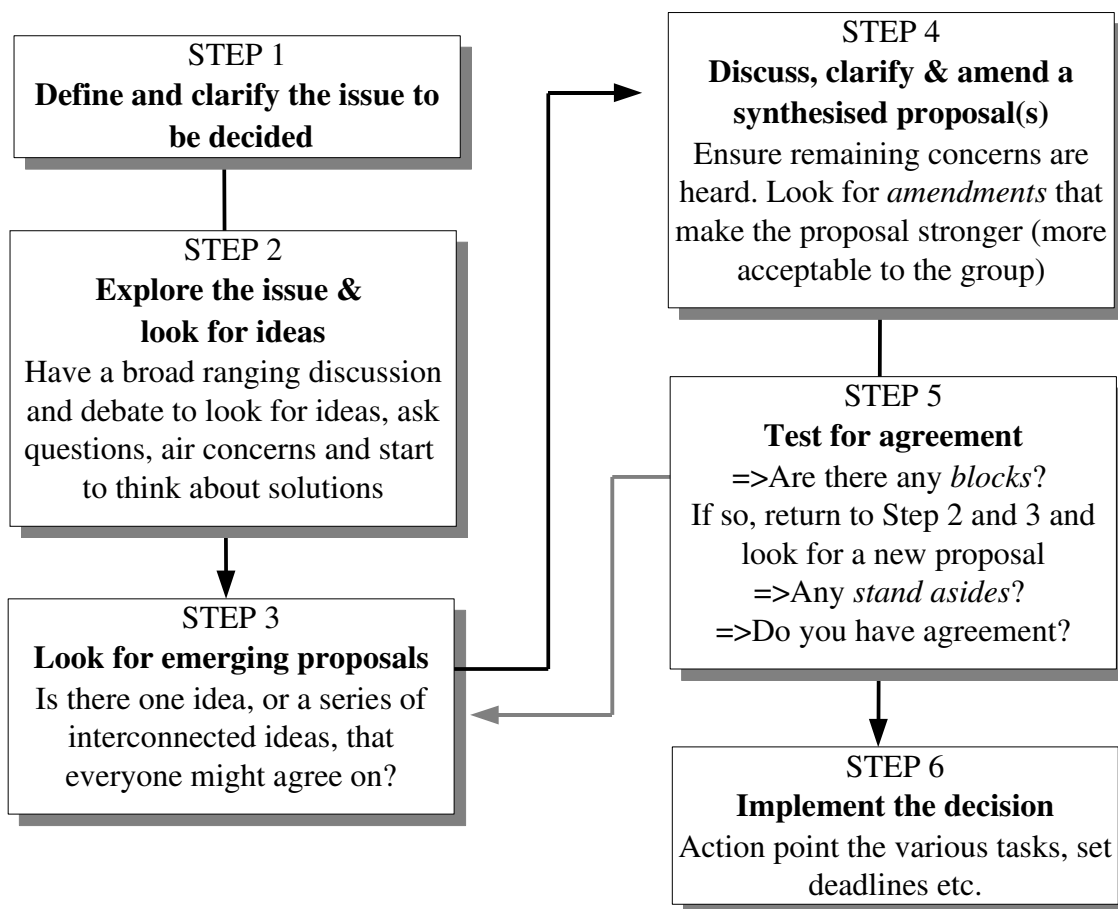 STEP 1
Define and clarify the issue to
be decided
STEP 2
Explore the issue &
look for ideas
Have a broad ranging discussion
and debate to look for ideas, ask
questions, air concerns and start
to think about solutions
STEP 3
Look for emerging proposals
Is there one idea, or a series of
interconnected ideas, that
everyone might agree on?
STEP 4
Discuss, clarify & amend a
synthesised proposal(s)
Ensure remaining concerns are
heard. Look for amendments that
make the proposal stronger (more
acceptable to the group)
STEP 5
Test for agreement
=>Are there any blocks?
If so, return to Step 2 and 3 and
look for a new proposal
=>Any stand asides?
=>Do you have agreement?
STEP 6
Implement the decision
Action point the various tasks, set
deadlines etc.